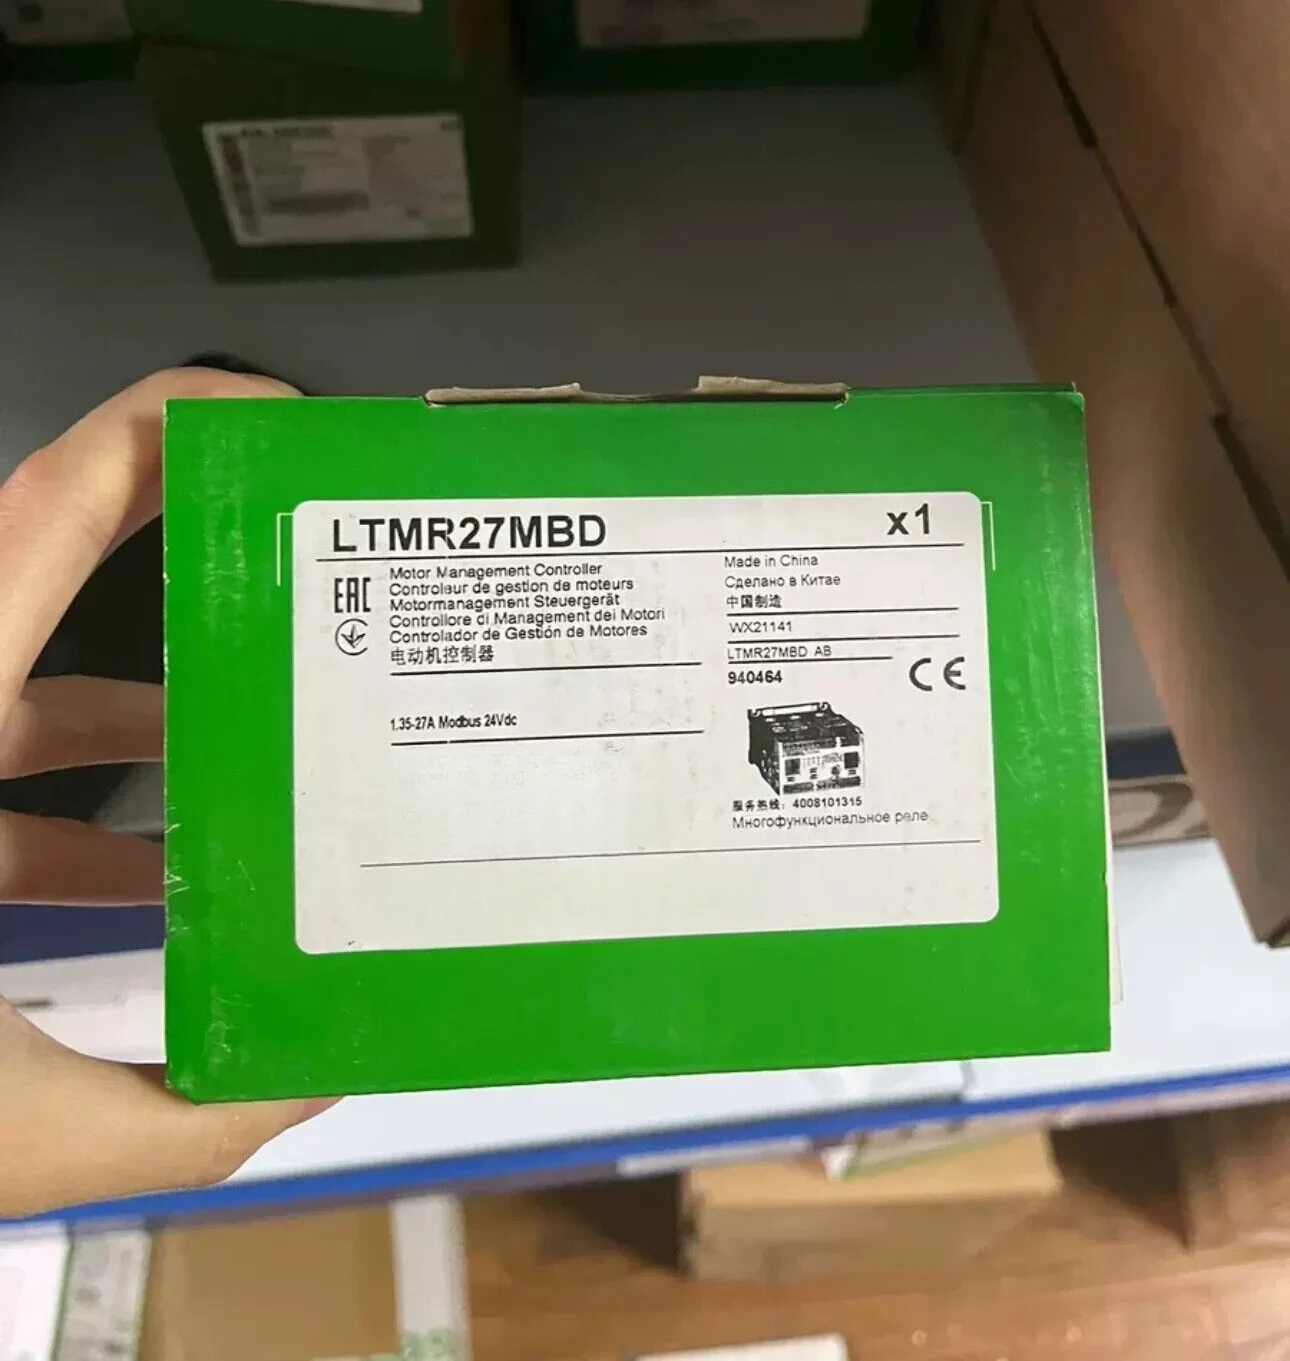 LTMR27MBD
x1
EAC
Motor Management Controller
Controleur de gestion de moteurs
Motormanagement Steuergerät
Controllore di Management dei Motori
Controlador de Gestión de Motores
电动机控制器
1.35-27A Modbus 24Vdc
Made in China
Сделано в Китае
中国制造
WX21141
LTMR27MBD AB
940464
CE
服务热线：4008101315
Многофункциональное реле